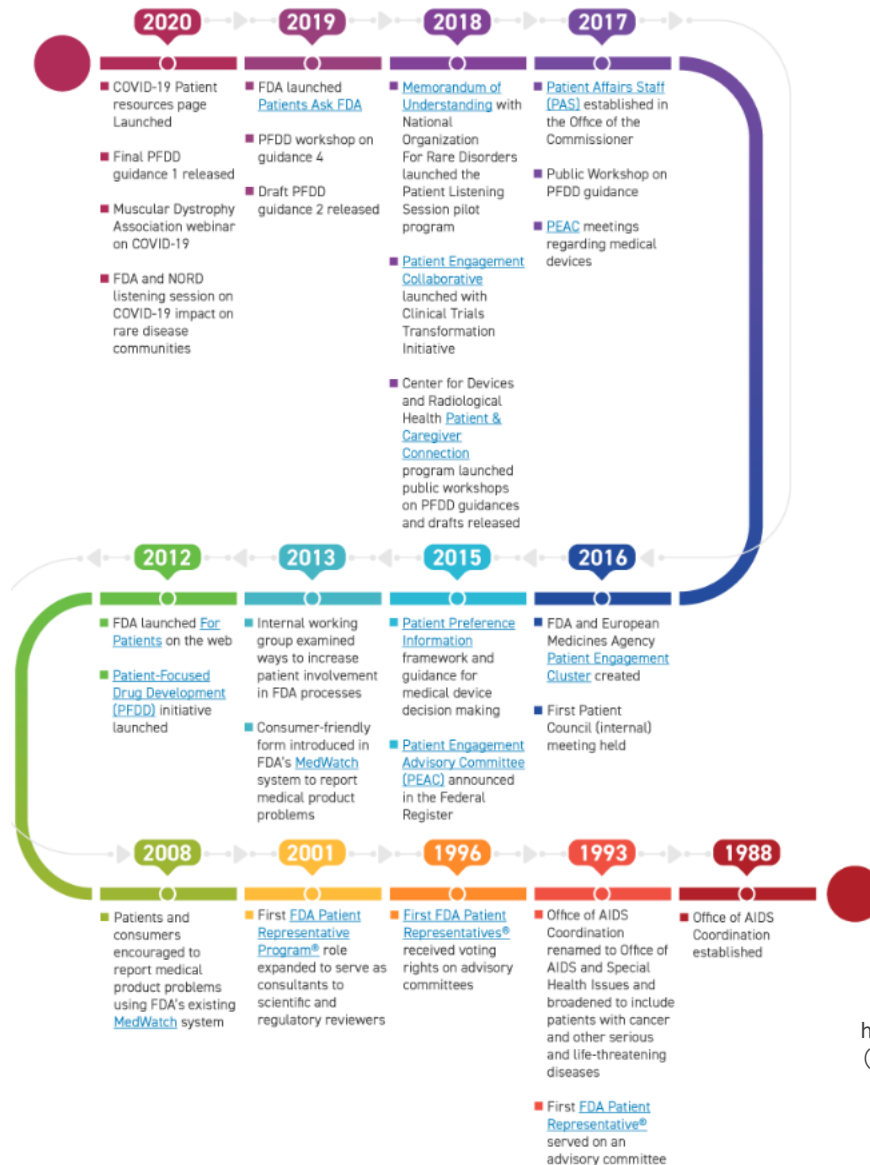 2020
2019
2018
2017
COVID-19 Patient
resources page
Launched
Final PFDD
guidance 1 released
Muscular Dystrophy
Association webinar
on COVID-19
FDA and NORD
listening session on
COVID-19 impact on
rare disease
communities
FDA launched
Patients Ask FDA
PFDD workshop on
guidance 4
Draft PFDD
guidance 2 released
Memorandum of
Understanding with
National
Organization
For Rare Disorders
launched the
Patient Listening
Session pilot
program
Patient Engagement
Collaborative
launched with
Clinical Trials
Transformation
Initiative
Center for Devices
and Radiological
Health Patient &
Caregiver
Connection
program launched
public workshops
on PFDD guidances
and drafts released
Patient Affairs Staff
(PAS) established in
the Office of the
Commissioner
Public Workshop on
PFDD guidance
PEAC meetings
regarding medical
devices
2012
2013
2015
2016
FDA launched For
Patients on the web
Patient-Focused
Drug Development
(PFDD) initiative
launched
Internal working
group examined
ways to increase
patient involvement
in FDA processes
Consumer-friendly
form introduced in
FDA's MedWatch
system to report
medical product
problems
Patient Preference
Information
framework and
guidance for
medical device
decision making
Patient Engagement
Advisory Committee
(PEAC) announced
in the Federal
Register
FDA and European
Medicines Agency
Patient Engagement
Cluster created
First Patient
Council (internal)
meeting held
2008
2001
1996
1993
1988
Patients and
consumers
encouraged to
report medical
product problems
using FDA's existing
MedWatch system
First FDA Patient
Representative
Program® role
expanded to serve as
consultants to
scientific and
regulatory reviewers
First FDA Patient
Representatives®
received voting
rights on advisory
committees
Office of AIDS
Coordination
renamed to Office of
AIDS and Special
Health Issues and
broadened to include
patients with cancer
and other serious
and life-threatening
diseases
First FDA Patient
Representative®
served on an
advisory committee
Office of AIDS
Coordination
established
h
(